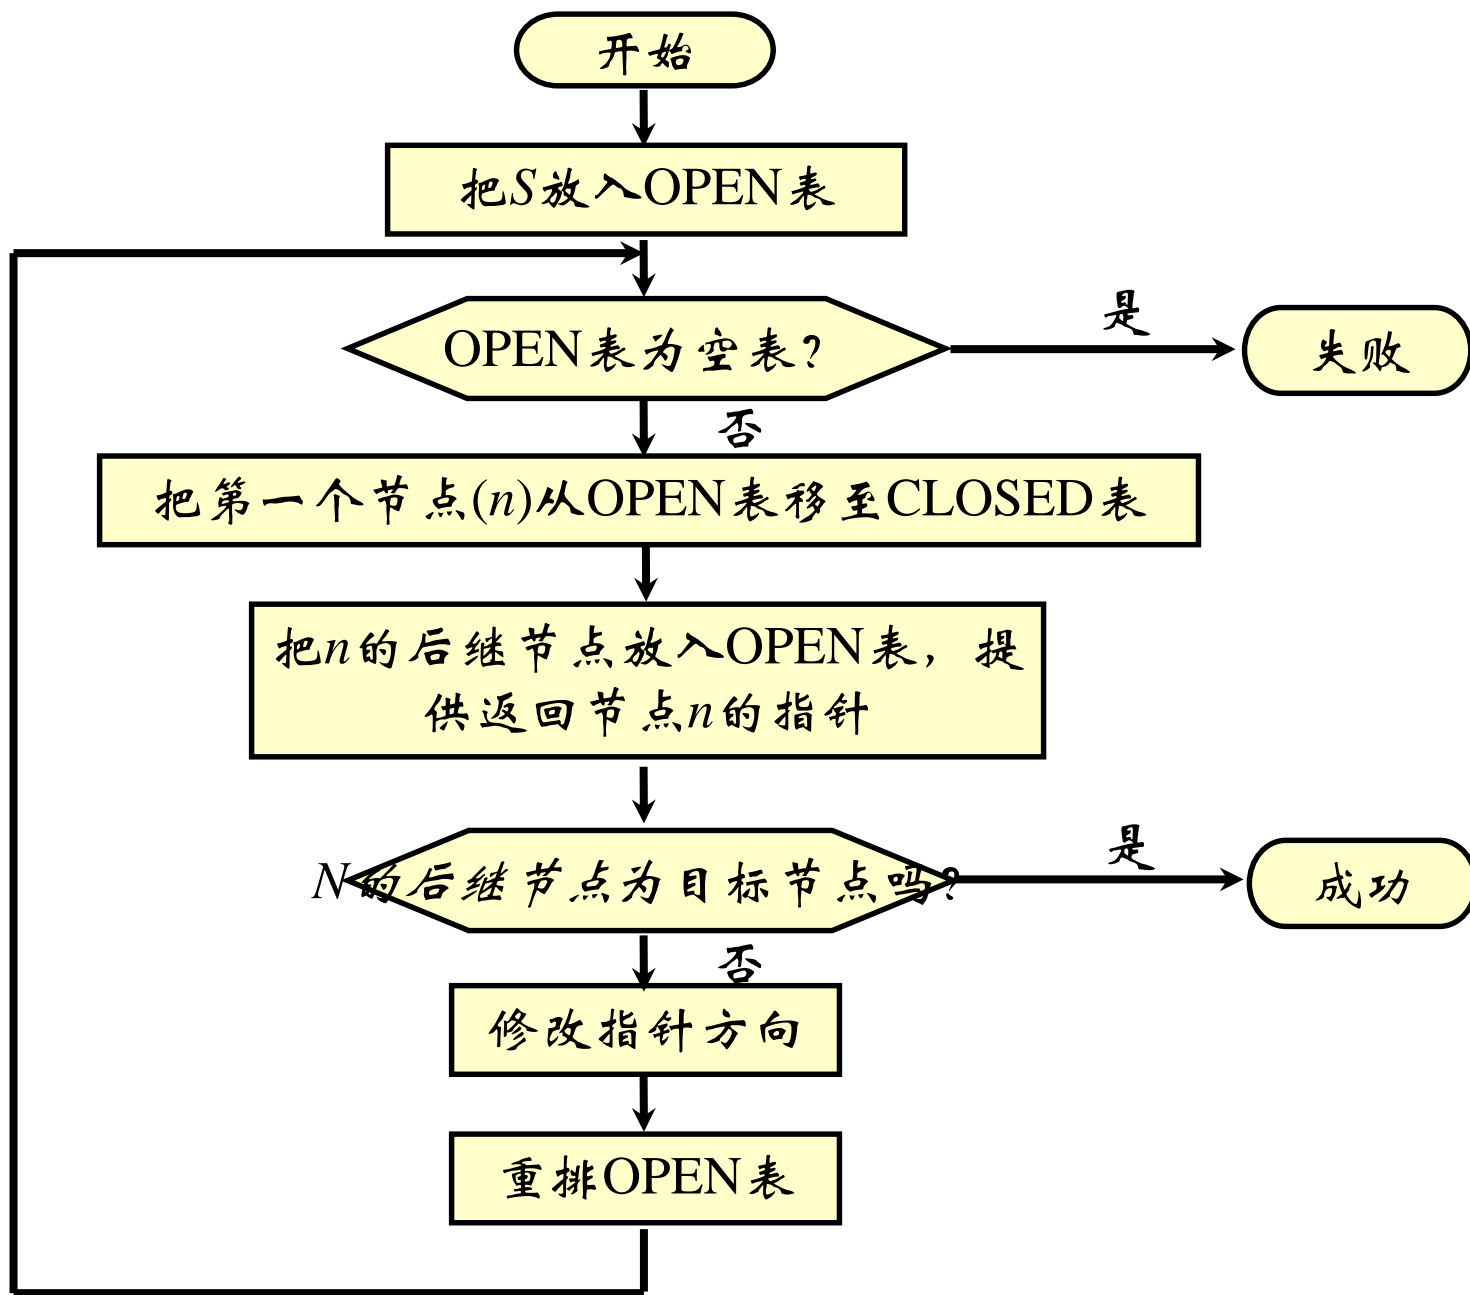 开始
把S放入OPEN表
OPEN表为空表?
是
失败
否
把第一个节点(n)从OPEN表移至CLOSED表
把n的后继节点放入OPEN表，提
供返回节点n的指针
N的后继节点为目标节点吗?
是
成功
否
修改指针方向
重排OPEN表